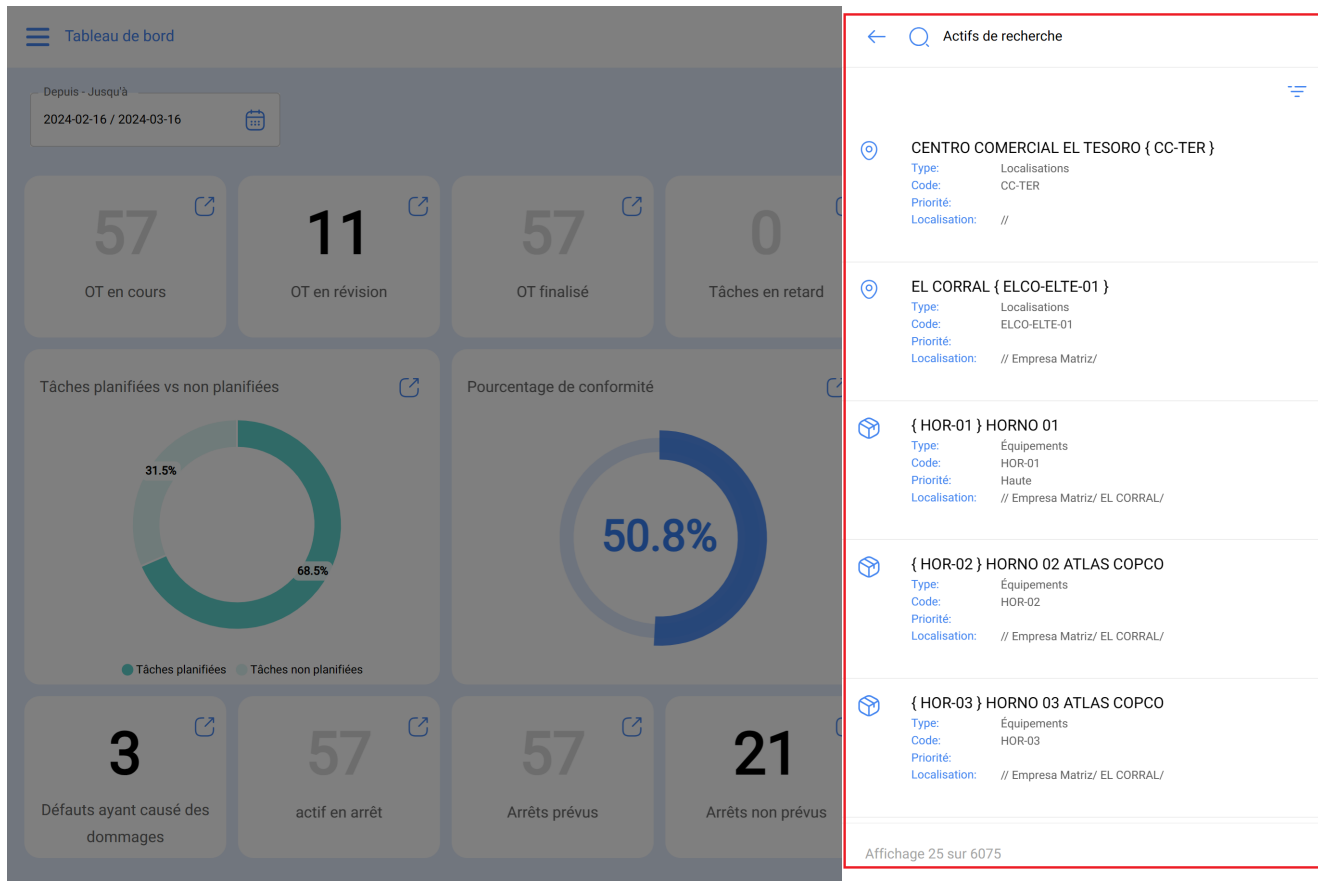 Tableau de bord
Depuis - Jusqu'à
2024-02-16 / 2024-03-16
57
OT en cours
11
OT en révision
57
OT finalisé
0
Tâches en retard
Tâches planifiées vs non planifiées
31.5%
68.5%
Tâches planifiées
Tâches non planifiées
Pourcentage de conformité
50.8%
3
Défauts ayant causé des
dommages
57
actif en arrêt
57
Arrêts prévus
21
Arrêts non prévus
Actifs de recherche
CENTRO COMERCIAL EL TESORO { CC-TER }
Type: Localisations
Code: CC-TER
Priorité:
Localisation: //
EL CORRAL { ELCO-ELTE-01 }
Type: Localisations
Code: ELCO-ELTE-01
Priorité:
Localisation: // Empresa Matriz/
{ HOR-01 } HORNO 01
Type: Équipements
Code: HOR-01
Priorité: Haute
Localisation: // Empresa Matriz/ EL CORRAL/
{ HOR-02 } HORNO 02 ATLAS COPCO
Type: Équipements
Code: HOR-02
Priorité:
Localisation: // Empresa Matriz/ EL CORRAL/
{ HOR-03 } HORNO 03 ATLAS COPCO
Type: Équipements
Code: HOR-03
Priorité:
Localisation: // Empresa Matriz/ EL CORRAL/
Affichage 25 sur 6075